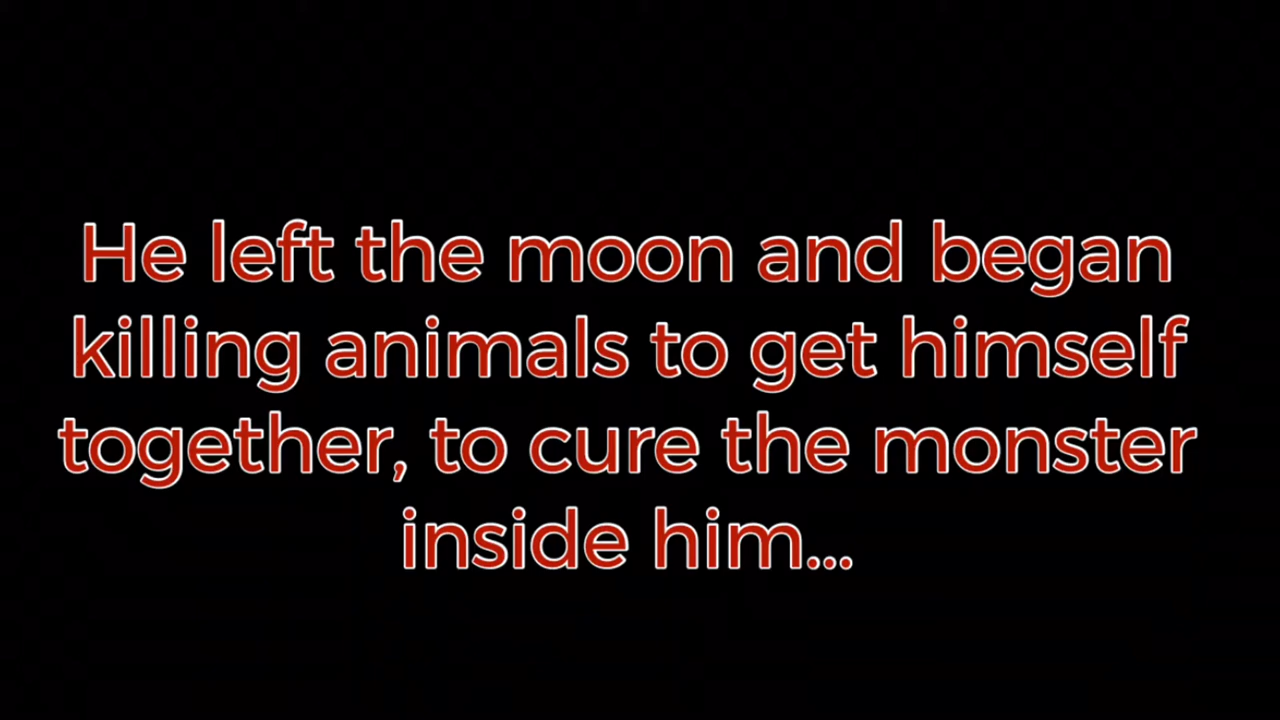 He left the moon and began
killing animals to get himself
together, to cure the monster
inside him...